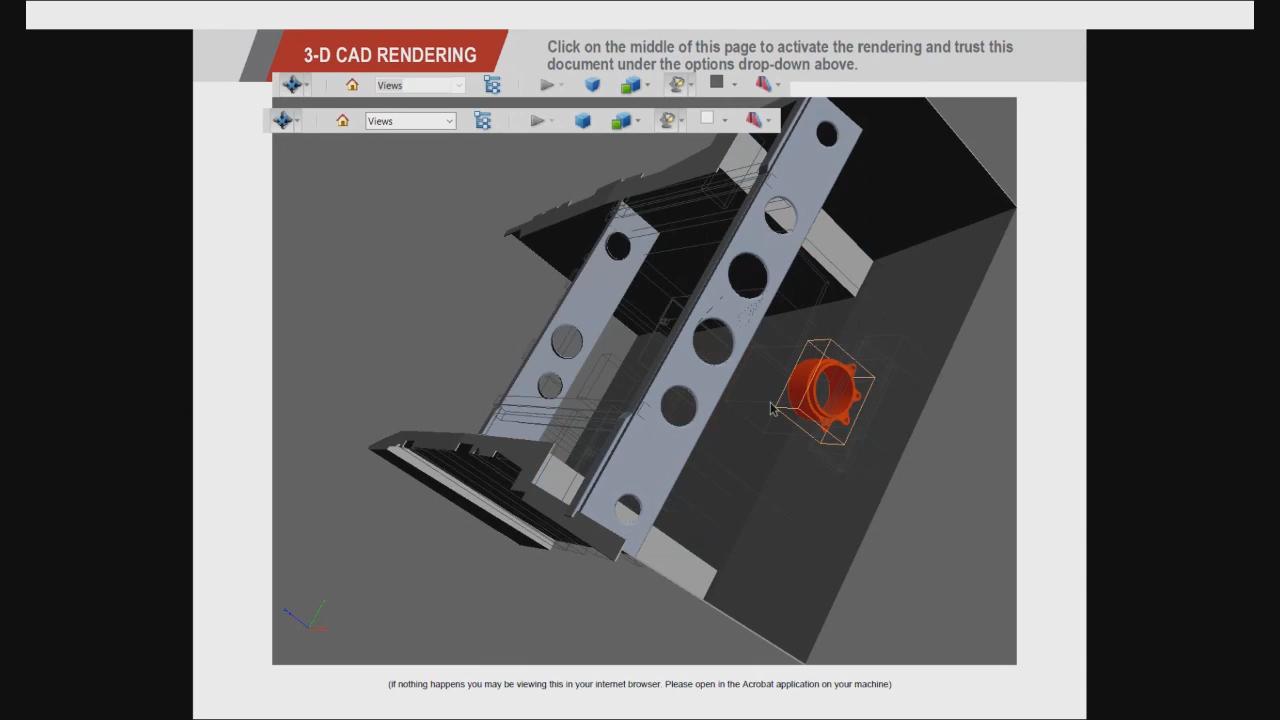 3-D CAD RENDERING
Click on the middle of this page to activate the rendering and trust this
document under the options drop-down above.
Views
Views
(if nothing happens you may be viewing this in your internet browser. Please open in the Acrobat application on your machine)